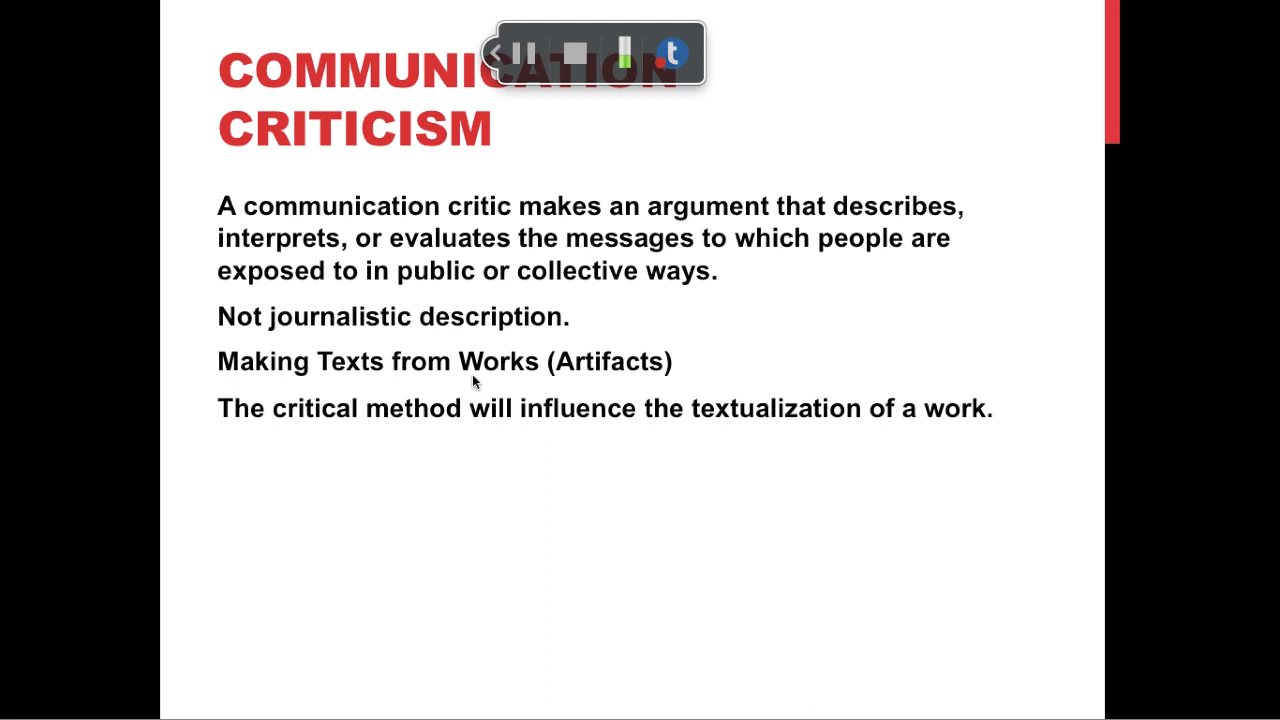 COMMUNICATION
CRITICISM
A communication critic makes an argument that describes,
interprets, or evaluates the messages to which people are
exposed to in public or collective ways.
Not journalistic description.
Making Texts from Works (Artifacts)
The critical method will influence the textualization of a work.
t